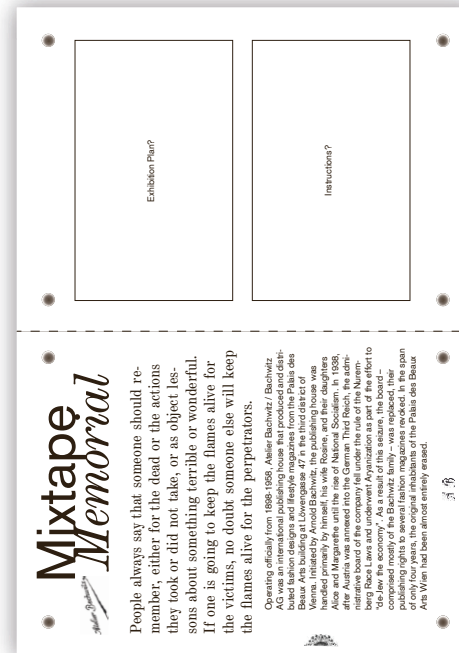 Mixtape
Memorial
Atelier Bachwitz
People always say that someone should re-
member, either for the dead or the actions
they took or did not take, or as object les-
sons about something terrible or wonderful.
If one is going to keep the flames alive for
the victims, no doubt someone else will keep
the flames alive for the perpetrators.
Operating officially from 1898-1958, Atelier Bachwitz / Bachwitz
AG was an international publishing house that produced and distri-
buted fashion designs and lifestyle magazines from the Palais des
Beaux Arts building at Löwengasse 47 in the third district of
Vienna. Initiated by Arnold Bachwitz, the publishing house was
handled primarily by himself, his wife Rosine, and their daughters
Alice and Margarethe until the rise of National Socialism. In 1938,
after Austria was annexed into the German Third Reich, the admi-
nistrative board of the company fell under the rule of the Nurem-
berg Race Laws and underwent Aryanization as part of the effort to
“de-Jew the economy”. As a result of this seizure, the board –
comprised mostly of the Bachwitz family – was replaced, their
publishing rights to several fashion magazines revoked. In the span
of only four years, the original inhabitants of the Palais des Beaux
Arts Wien had been almost entirely erased.
Exhibition Plan?
Instructions?